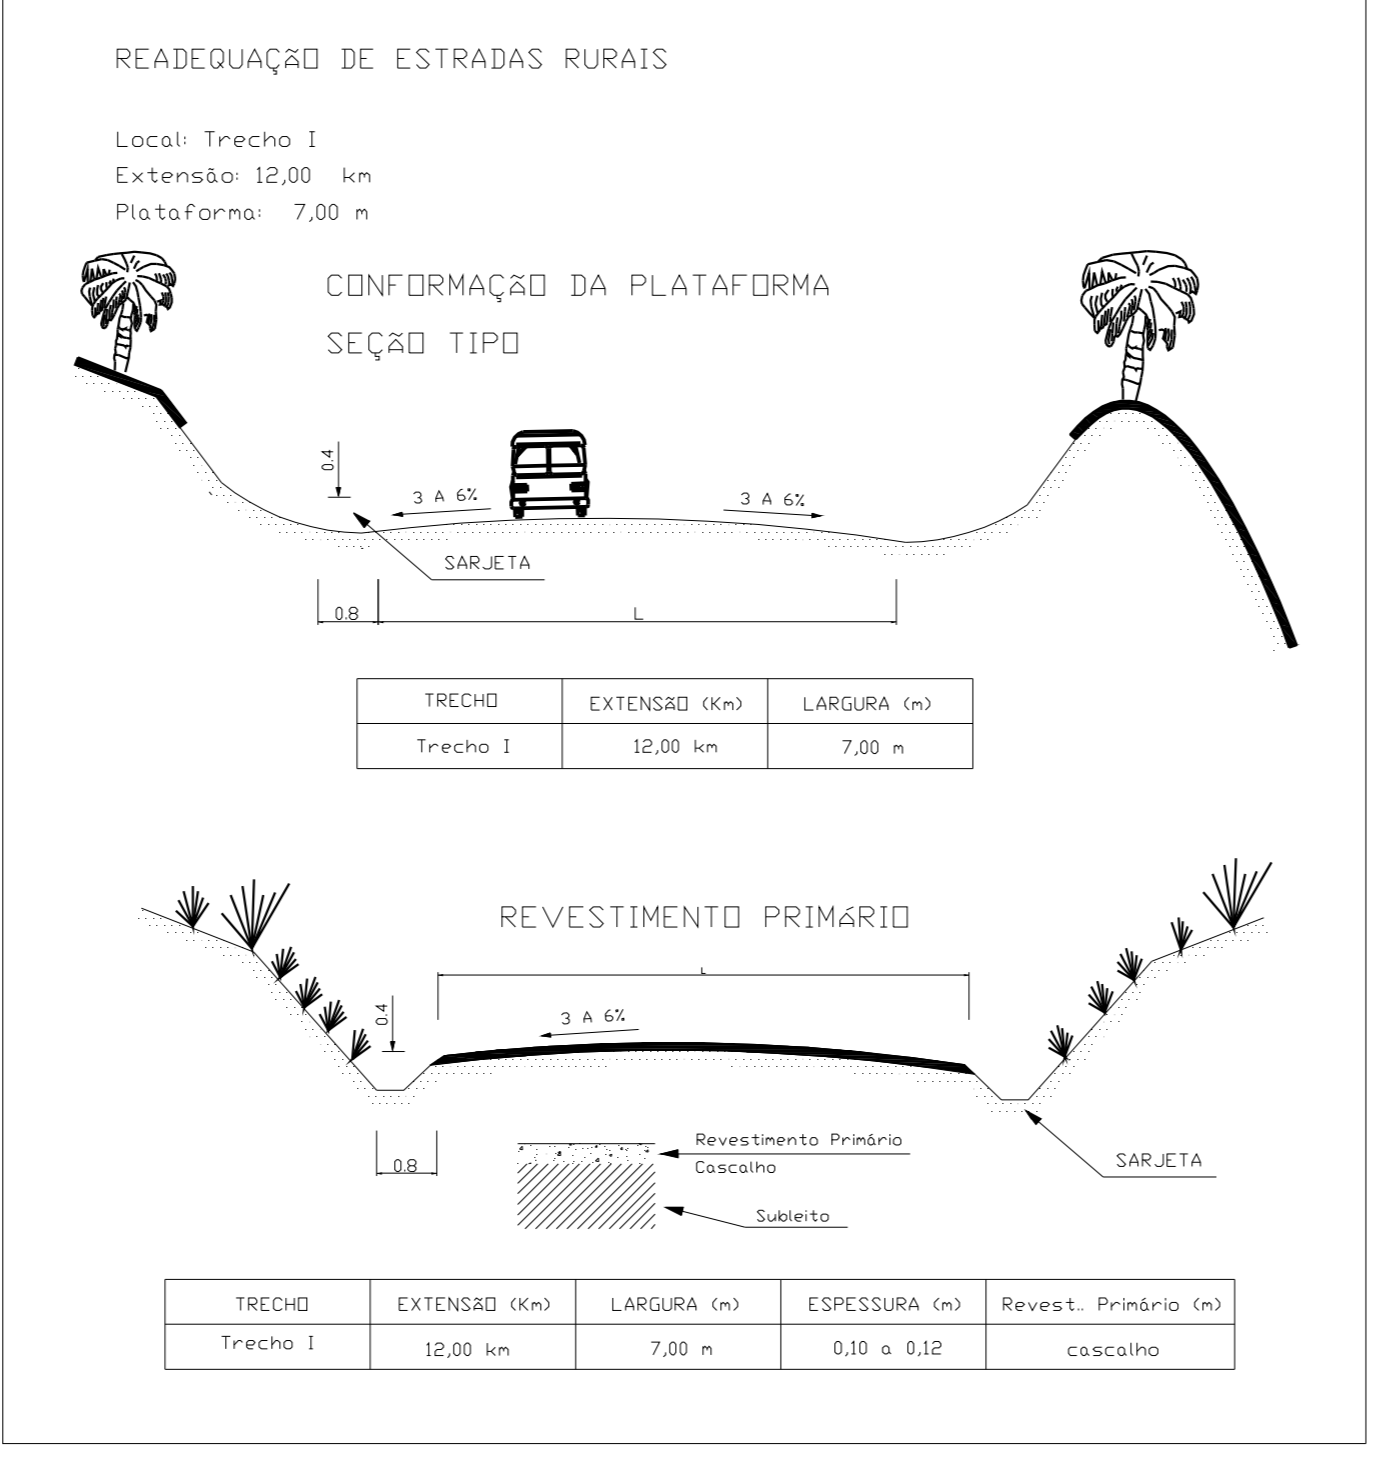 READEQUAÇÃO DE ESTRADAS RURAIS
Local: Trecho I
Extensão: 12,00 km
Plataforma: 7,00 m
CONFORMAÇÃO DA PLATAFORMA
SEÇÃO TIPO
0.4
3 A 6%
3 A 6%
SARJETA
0.8
L
TRECHO EXTENSÃO (Km) LARGURA (m)
Trecho I 12,00 km 7,00 m
REVESTIMENTO PRIMÁRIO
L
0.4
3 A 6%
Revestimento Primário
Cascalho
0.8
SARJETA
Subleito
TRECHO EXTENSÃO (Km) LARGURA (m) ESPESSURA (m) Revest.. Primário (m)
Trecho I 12,00 km 7,00 m 0,10 a 0,12 cascalho